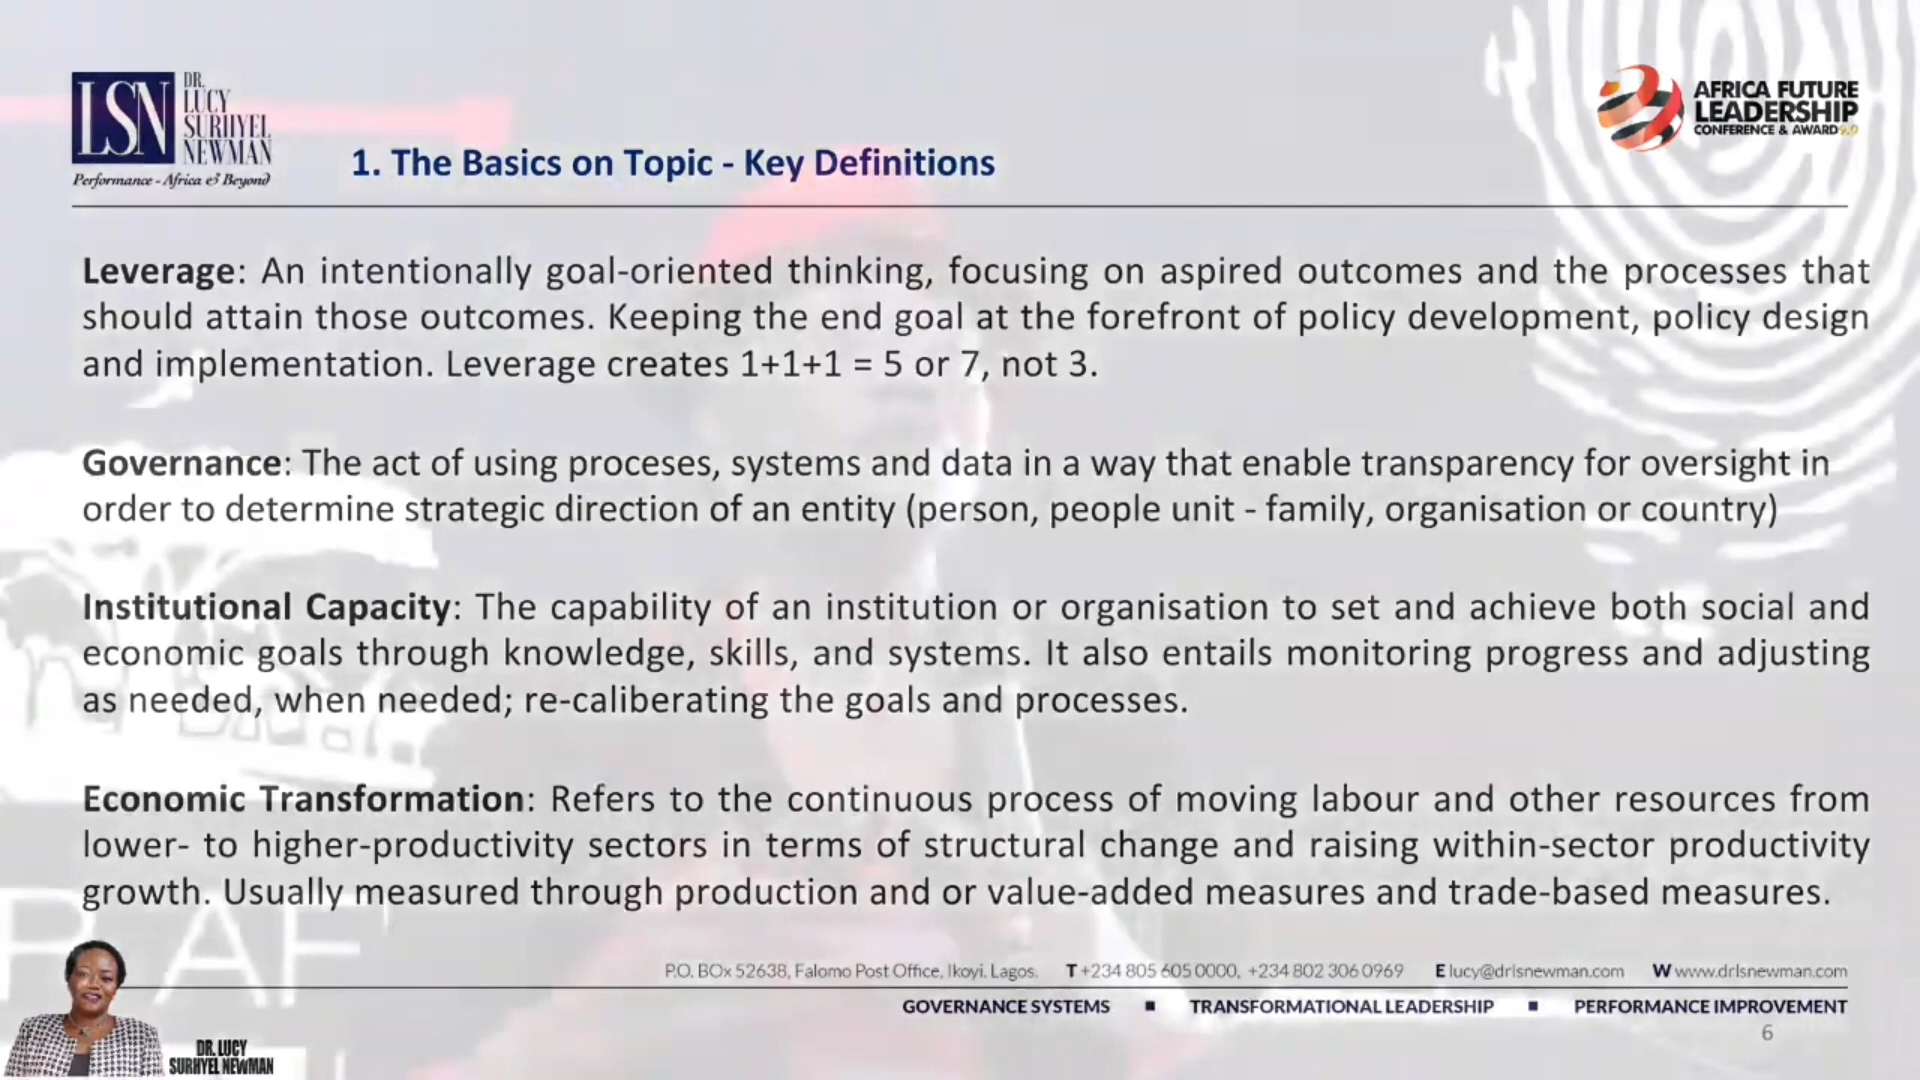 LSN
DR.
LUCY
SURHYEL
NEWMAN
Performance - Africa & Beyond
AFRICA FUTURE
LEADERSHIP
CONFERENCE & AWARD 9.0
1. The Basics on Topic - Key Definitions
Leverage: An intentionally goal-oriented thinking, focusing on aspired outcomes and the processes that
should attain those outcomes. Keeping the end goal at the forefront of policy development, policy design
and implementation. Leverage creates 1+1+1 = 5 or 7, not 3.
Governance: The act of using proceses, systems and data in a way that enable transparency for oversight in
order to determine strategic direction of an entity (person, people unit - family, organisation or country)
Institutional Capacity: The capability of an institution or organisation to set and achieve both social and
economic goals through knowledge, skills, and systems. It also entails monitoring progress and adjusting
as needed, when needed; re-caliberating the goals and processes.
Economic Transformation: Refers to the continuous process of moving labour and other resources from
lower- to higher-productivity sectors in terms of structural change and raising within-sector productivity
growth. Usually measured through production and or value-added measures and trade-based measures.
P.O. BOx 52638, Falomo Post Office, Ikoyi. Lagos. T +234 805 605 0000, +234 802 306 0969 E lucy@drlsnewman.com W www.drlsnewman.com
GOVERNANCE SYSTEMS ■ TRANSFORMATIONAL LEADERSHIP ■ PERFORMANCE IMPROVEMENT
6
DR. LUCY
SURHYEL NEWMAN